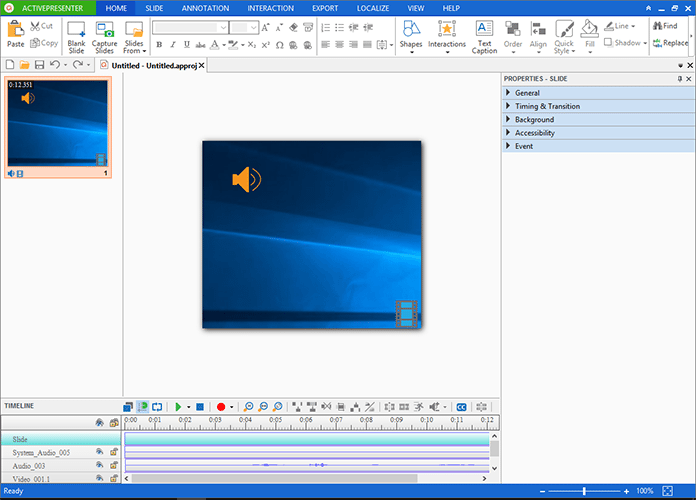 ACTIVEPRESENTER HOME SLIDE ANNOTATION INTERACTION EXPORT LOCALIZE VIEW HELP
Paste
Cut
Copy
Blank Slide
Capture Slides
Slides From
B I U abc
Shapes
Interactions
Text Caption
Order
Align
Quick Style
Fill
Line
Shadow
Find
Replace
Untitled - Untitled.approj
PROPERTIES - SLIDE
0:12.351
1
General
Timing & Transition
Background
Accessibility
Event
TIMELINE
CC
0:00 0:01 0:02 0:03 0:04 0:05 0:06 0:07 0:08 0:09 0:10 0:11 0:12
Slide
System_Audio_005
Audio_003
Video_001.1
Ready
100%